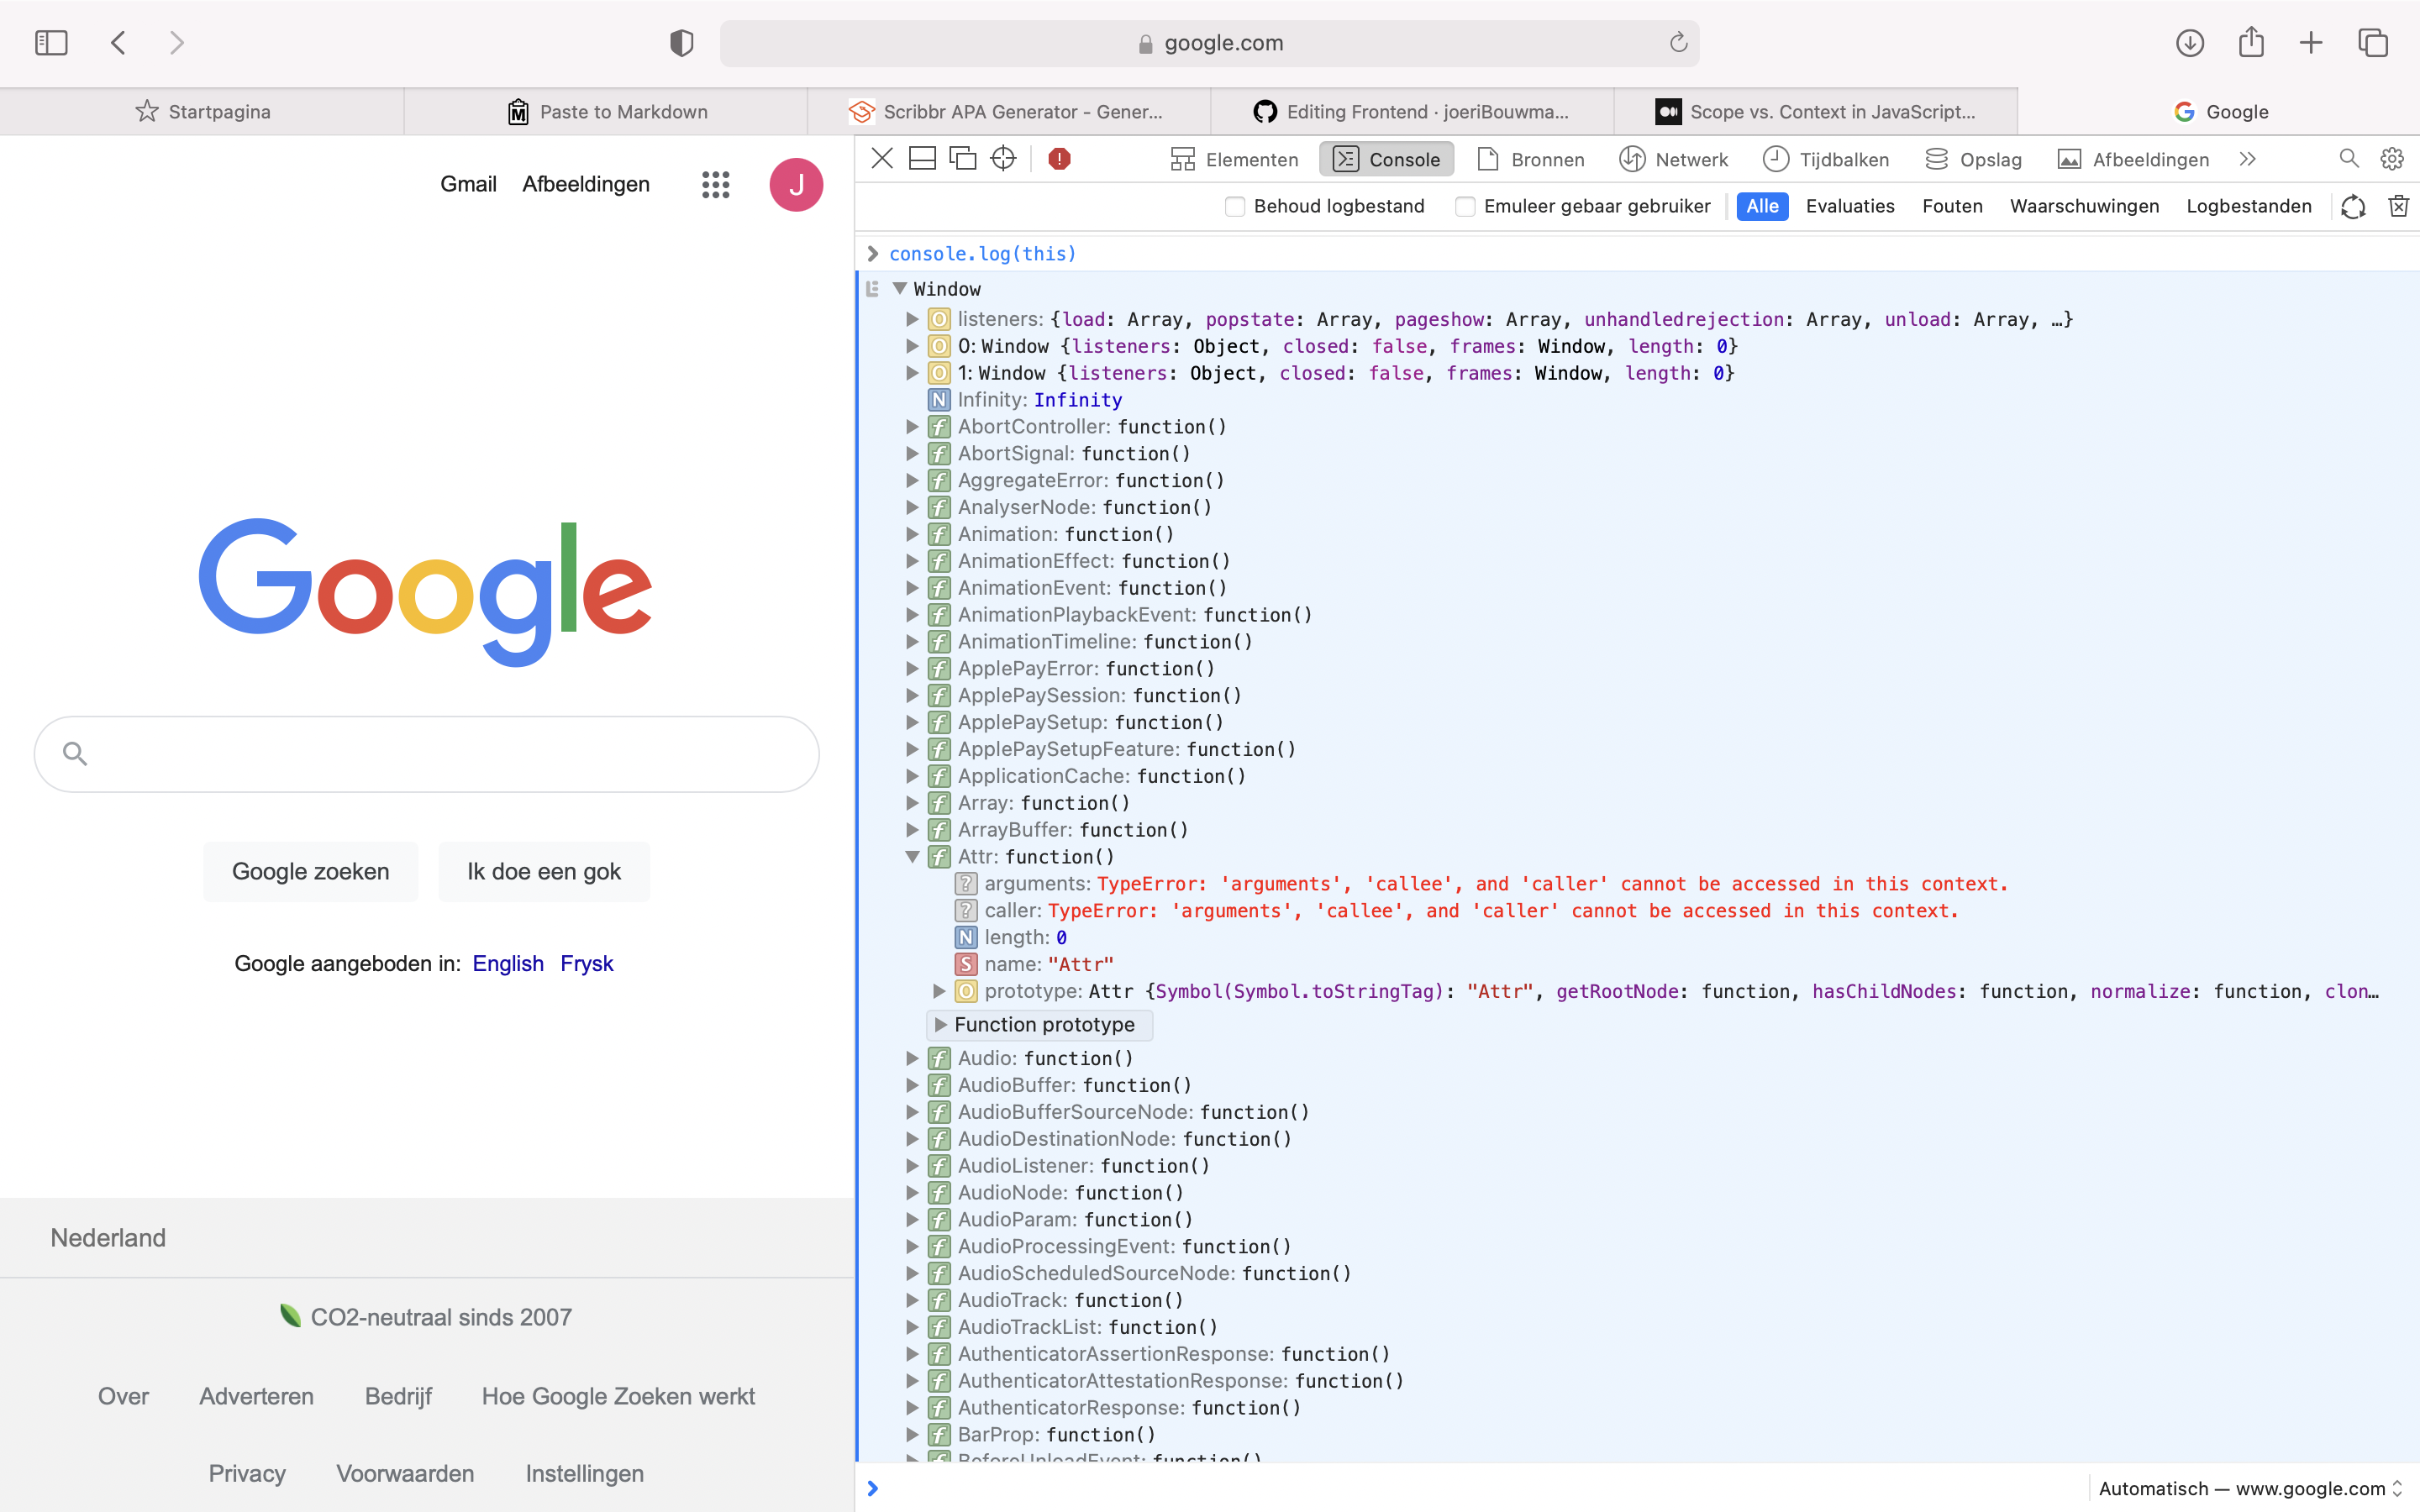 google.com
Startpagina
Paste to Markdown
Scribbr APA Generator - Gener...
Editing Frontend · joeriBouwma...
Scope vs. Context in JavaScript...
Google
Gmail Afbeeldingen
J
Google
Google zoeken
Ik doe een gok
Google aangeboden in: English Frysk
Nederland
CO2-neutraal sinds 2007
Over Adverteren Bedrijf Hoe Google Zoeken werkt
Privacy Voorwaarden Instellingen
Elementen Console Bronnen Netwerk Tijdbalken Opslag Afbeeldingen
Behoud logbestand Emuleer gebaar gebruiker Alle Evaluaties Fouten Waarschuwingen Logbestanden
console.log(this)
Window
O listeners: {load: Array, popstate: Array, pageshow: Array, unhandledrejection: Array, unload: Array, …}
O 0: Window {listeners: Object, closed: false, frames: Window, length: 0}
O 1: Window {listeners: Object, closed: false, frames: Window, length: 0}
N Infinity: Infinity
f AbortController: function()
f AbortSignal: function()
f AggregateError: function()
f AnalyserNode: function()
f Animation: function()
f AnimationEffect: function()
f AnimationEvent: function()
f AnimationPlaybackEvent: function()
f AnimationTimeline: function()
f ApplePayError: function()
f ApplePaySession: function()
f ApplePaySetup: function()
f ApplePaySetupFeature: function()
f ApplicationCache: function()
f Array: function()
f ArrayBuffer: function()
f Attr: function()
? arguments: TypeError: 'arguments', 'callee', and 'caller' cannot be accessed in this context.
? caller: TypeError: 'arguments', 'callee', and 'caller' cannot be accessed in this context.
N length: 0
S name: "Attr"
O prototype: Attr {Symbol(Symbol.toStringTag): "Attr", getRootNode: function, hasChildNodes: function, normalize: function, clon…
Function prototype
f Audio: function()
f AudioBuffer: function()
f AudioBufferSourceNode: function()
f AudioDestinationNode: function()
f AudioListener: function()
f AudioNode: function()
f AudioParam: function()
f AudioProcessingEvent: function()
f AudioScheduledSourceNode: function()
f AudioTrack: function()
f AudioTrackList: function()
f AuthenticatorAssertionResponse: function()
f AuthenticatorAttestationResponse: function()
f AuthenticatorResponse: function()
f BarProp: function()
f BeforeUnloadEvent: function()
Automatisch — www.google.com